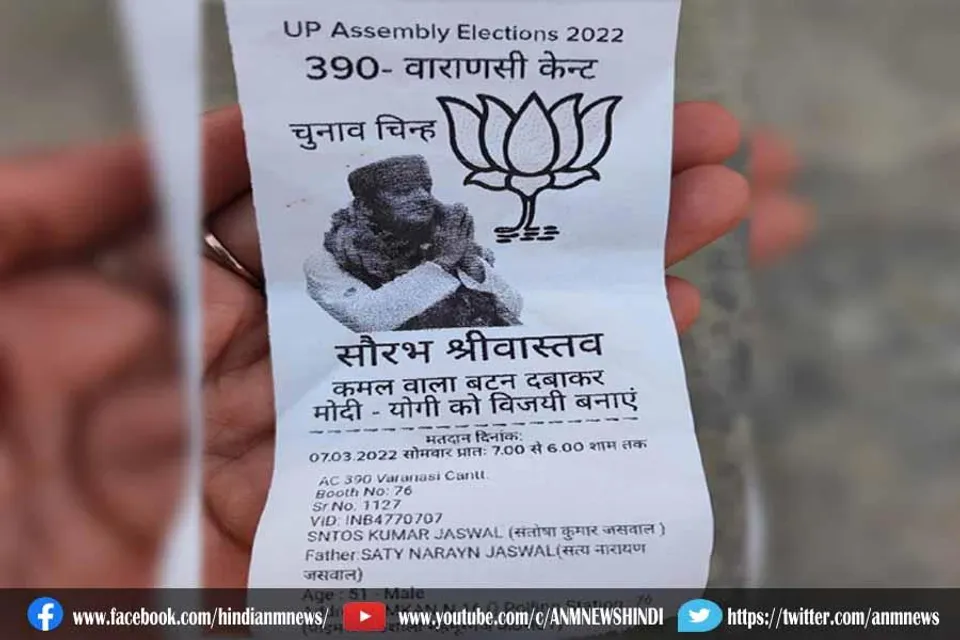 UP Assembly Elections 2022
390- वाराणसी केन्ट
चुनाव चिन्ह
सौरभ श्रीवास्तव
कमल वाला बटन दबाकर
मोदी - योगी को विजयी बनाएं
मतदान दिनांक:
07.03.2022 सोमवार प्रातः 7.00 से 6.00 शाम तक
AC 390 Varanasi Cantt.
Booth No: 76
Sr No. 1127
ViD: INB4770707
SNTOS KUMAR JASWAL (संतोषा कुमार जसवाल )
Father:SATY NARAYN JASWAL(सत्य नारायण
जसवाल)
Age : 51 - Male
www.facebook.com/hindianmnews/
www.youtube.com/c/ANMNEWSHINDI
https://twitter.com/anmnews